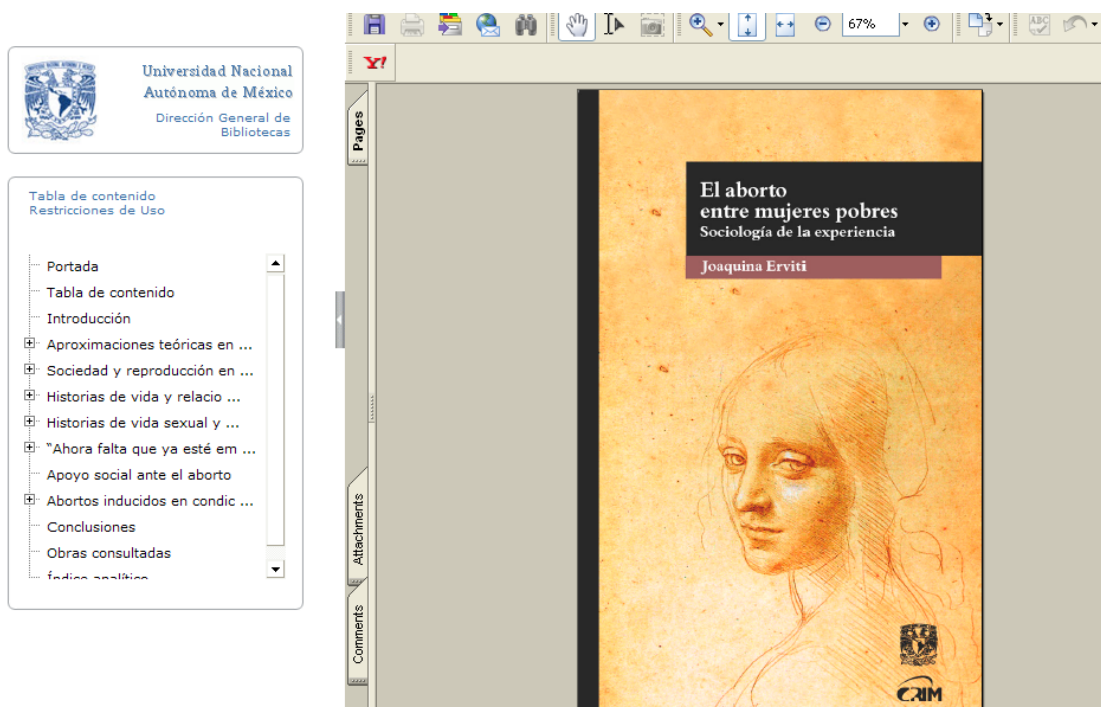 Universidad Nacional
Autónoma de México
Dirección General de
Bibliotecas
Tabla de contenido
Restricciones de Uso
Portada
Tabla de contenido
Introducción
Aproximaciones teóricas en ...
Sociedad y reproducción en ...
Historias de vida y relacio ...
Historias de vida sexual y ...
"Ahora falta que ya esté em ...
Apoyo social ante el aborto
Abortos inducidos en condic ...
Conclusiones
Obras consultadas
Índice analítico
67%
ABC
Y!
Pages
Attachments
Comments
El aborto
entre mujeres pobres
Sociología de la experiencia
Joaquina Erviti
CRIM